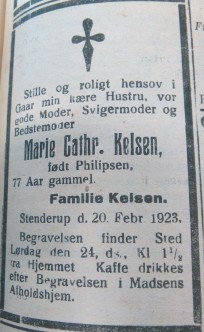 Stille og roligt hensov i
Gaar min kære Hustru, vor
gode Moder, Svigermoder og
Bedstemoder
Marie Cathr. Kelsen,
født Philipsen,
77 Aar gammel.
Familie Kelsen.
Stenderup d. 20. Febr 1923.
Begravelsen finder Sted
Lørdag den 24. ds., Kl 1½
fra Hjemmet Kaffe drikkes
efter Begravelsen i Madsens
Afholdshjem.